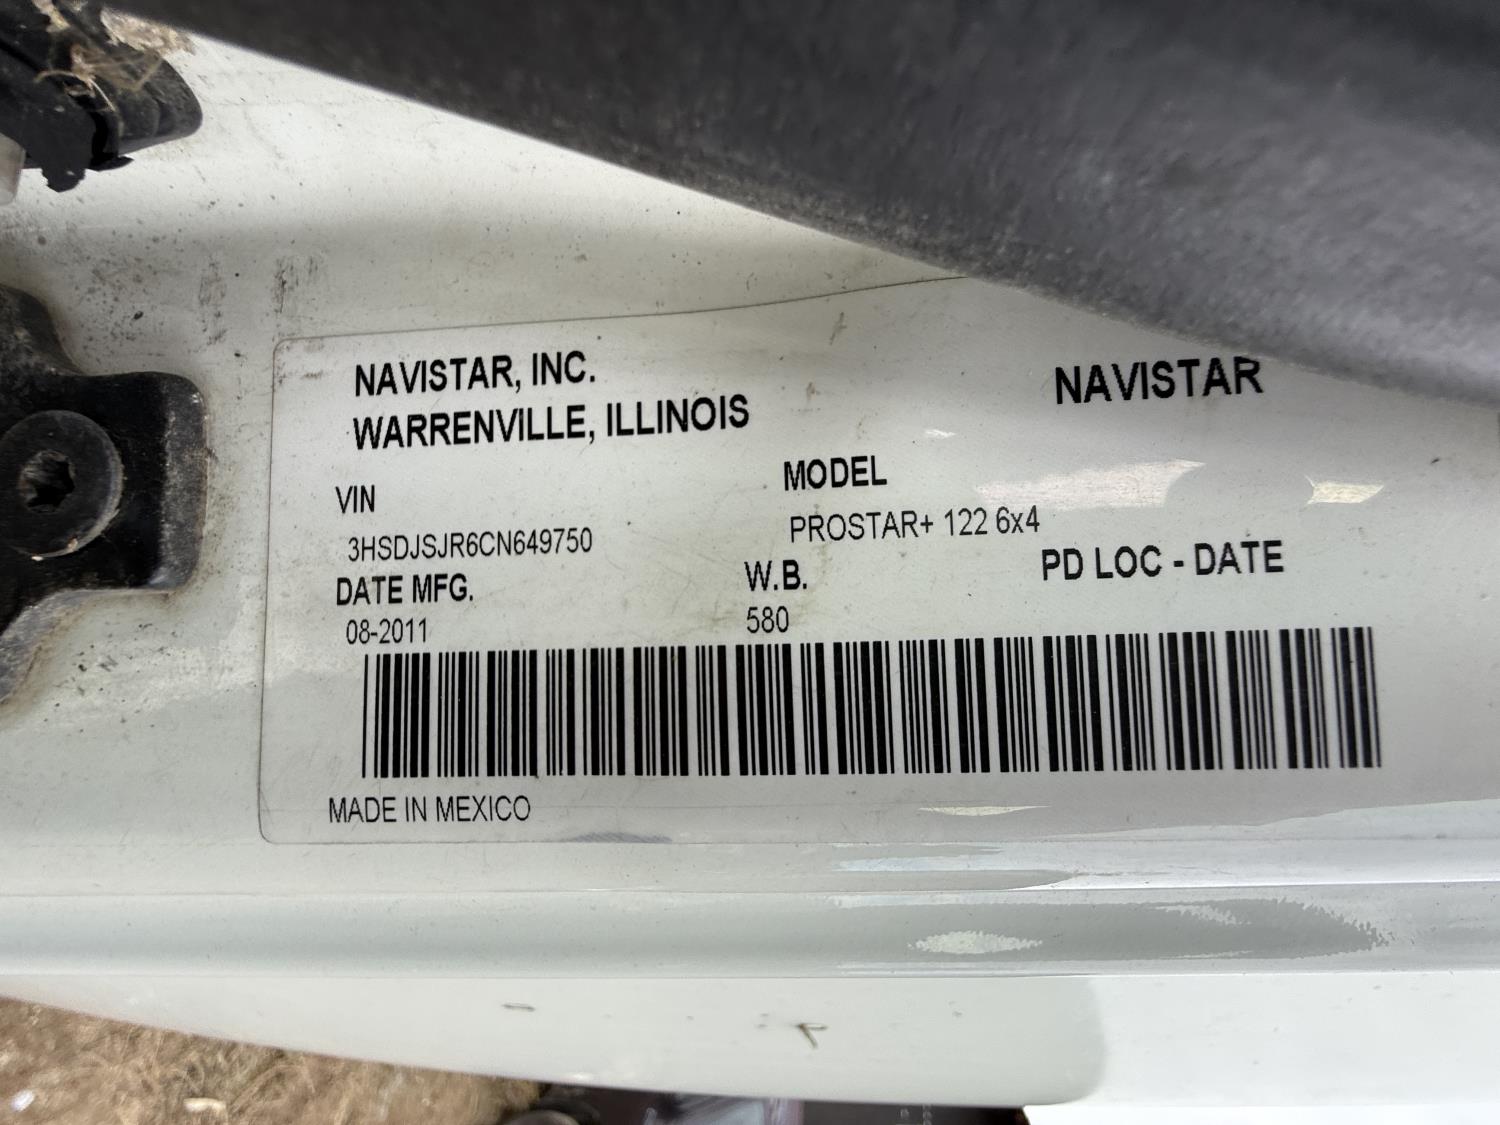 NAVISTAR, INC.
WARRENVILLE, ILLINOIS
NAVISTAR
VIN
MODEL
3HSDJSJR6CN649750
PROSTAR+ 122 6x4
DATE MFG.
W.B.
PD LOC - DATE
08-2011
580
MADE IN MEXICO